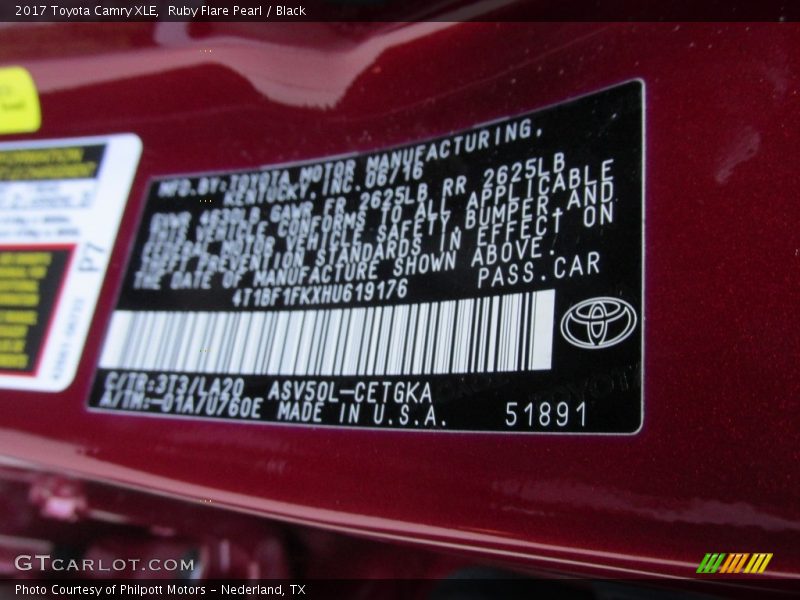 2017 Toyota Camry XLE,  Ruby Flare Pearl / Black
MFD.BY:TOYOTA MOTOR MANUFACTURING,
KENTUCKY, INC. 06/16
GVWR 4630LB GAWR FR 2625LB RR 2625LB
THIS VEHICLE CONFORMS TO ALL APPLICABLE
FEDERAL MOTOR VEHICLE SAFETY, BUMPER, AND
THEFT PREVENTION STANDARDS IN EFFECT ON
THE DATE OF MANUFACTURE SHOWN ABOVE.
4T1BF1FKXHU619176 PASS.CAR
C/TR:3T3/LA20 ASV50L-CETGKA
A/TM:-01A/U760E MADE IN U.S.A. 51891
P7
GTCARLOT.COM
Photo Courtesy of Philpott Motors - Nederland, TX